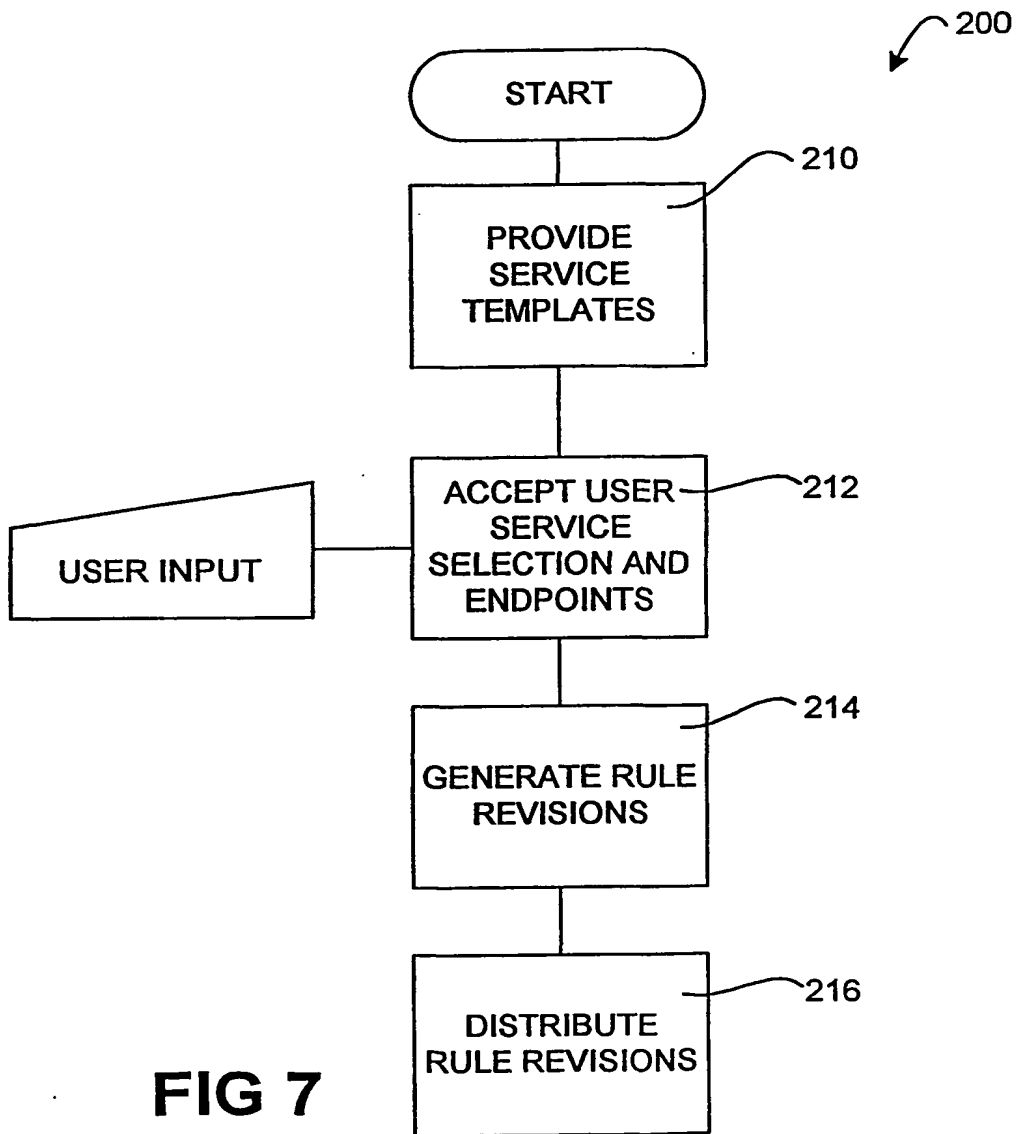 200
START
210
PROVIDE
SERVICE
TEMPLATES
ACCEPT USER
SERVICE
SELECTION AND
ENDPOINTS
212
USER INPUT
214
GENERATE RULE
REVISIONS
216
DISTRIBUTE
RULE REVISIONS
FIG 7